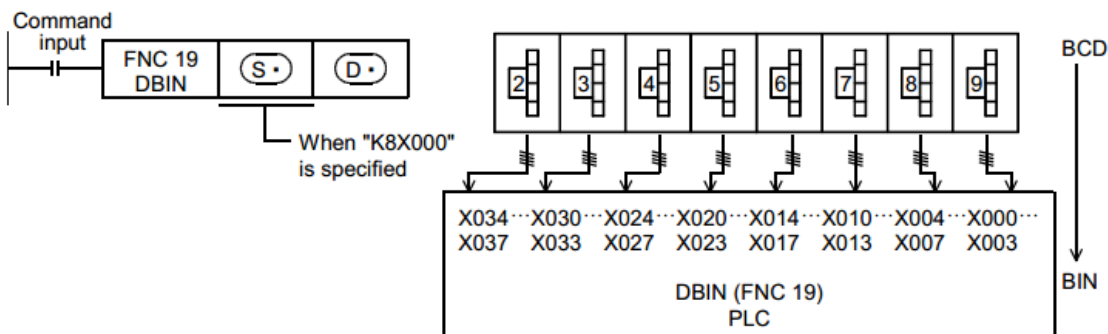 Command
input
FNC 19
DBIN
S・
D・
When "K8X000"
is specified
2 3 4 5 6 7 8 9
BCD
X034…X030…X024…X020…X014…X010…X004…X000…
X037 X033 X027 X023 X017 X013 X007 X003
DBIN (FNC 19)
PLC
BIN